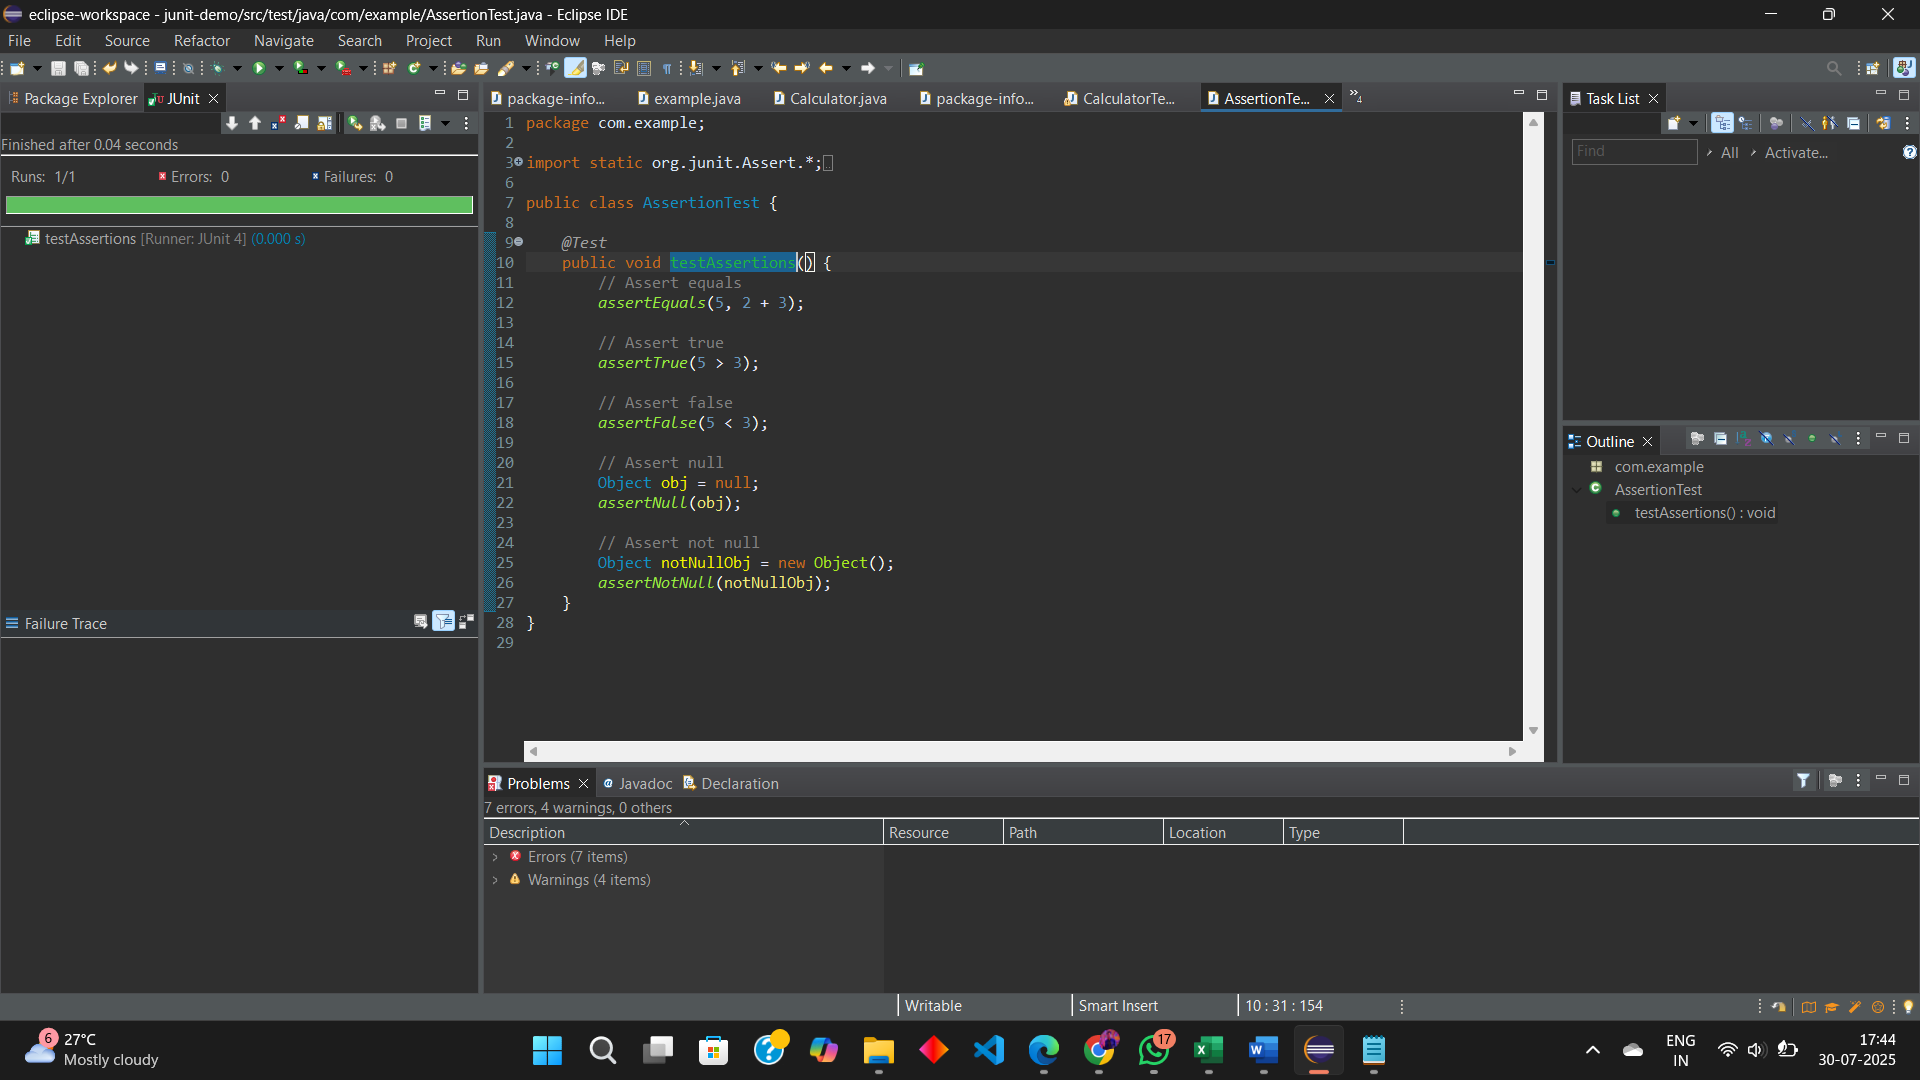 eclipse-workspace - junit-demo/src/test/java/com/example/AssertionTest.java - Eclipse IDE
File Edit Source Refactor Navigate Search Project Run Window Help
Package Explorer
JUnit
Finished after 0.04 seconds
Runs: 1/1 Errors: 0 Failures: 0
testAssertions [Runner: JUnit 4] (0.000 s)
Failure Trace
package-info... example.java Calculator.java package-info... CalculatorTe... AssertionTe... »4
1 package com.example;
2
3 import static org.junit.Assert.*;
6
7 public class AssertionTest {
8
9 @Test
10 public void testAssertions() {
11 // Assert equals
12 assertEquals(5, 2 + 3);
13
14 // Assert true
15 assertTrue(5 > 3);
16
17 // Assert false
18 assertFalse(5 < 3);
19
20 // Assert null
21 Object obj = null;
22 assertNull(obj);
23
24 // Assert not null
25 Object notNullObj = new Object();
26 assertNotNull(notNullObj);
27 }
28 }
29
Task List
Find All Activate...
Outline
com.example
AssertionTest
testAssertions() : void
Problems Javadoc Declaration
7 errors, 4 warnings, 0 others
Description Resource Path Location Type
Errors (7 items)
Warnings (4 items)
Writable Smart Insert 10 : 31 : 154
6
27°C
Mostly cloudy
17
ENG
IN
17:44
30-07-2025